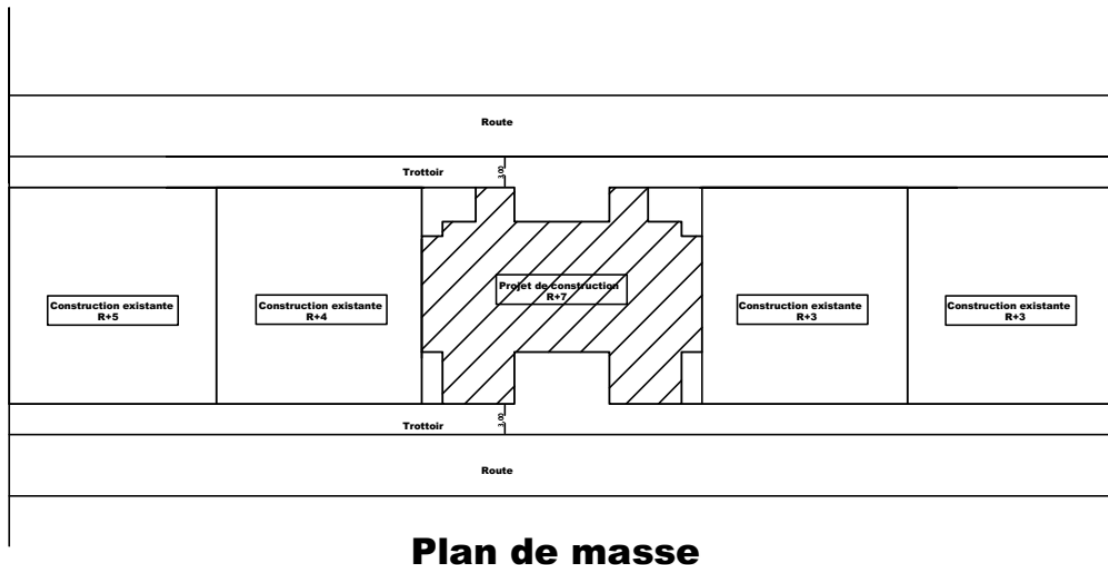 Route
Trottoir
3.00
Construction existante
R+5
Construction existante
R+4
Projet de construction
R+7
Construction existante
R+3
Construction existante
R+3
Trottoir
3.00
Route
Plan de masse